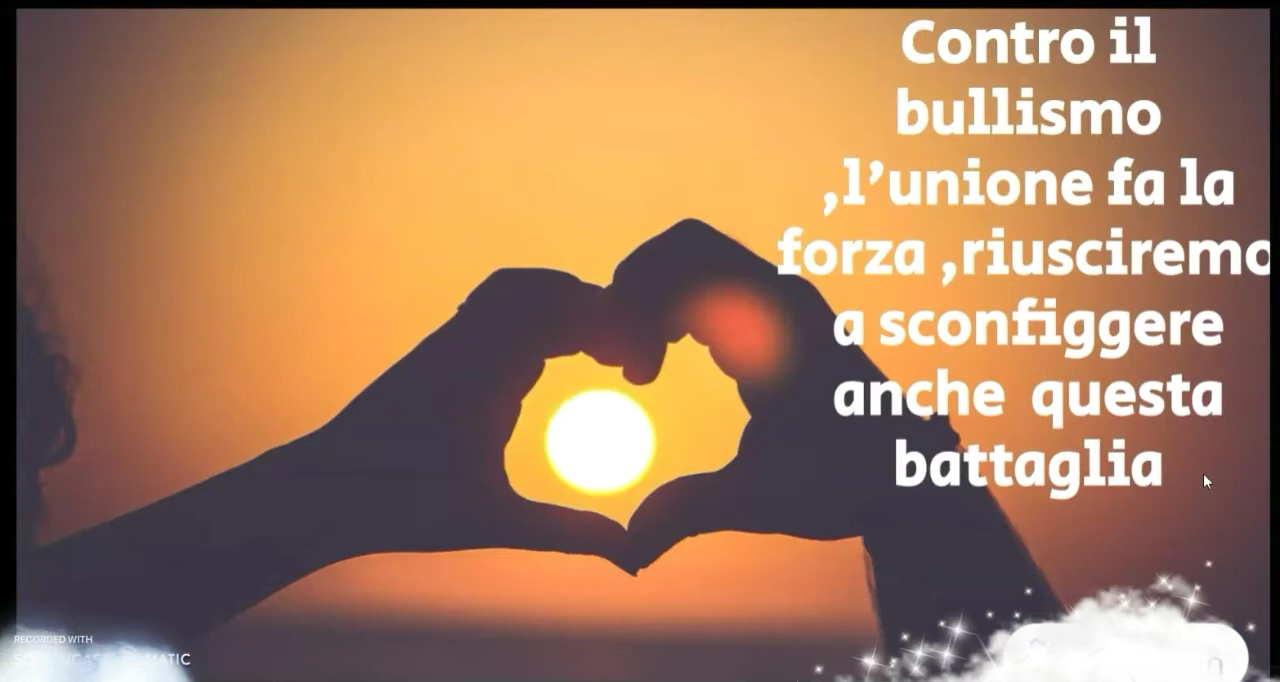 Contro il
bullismo
,l’unione fa la
forza ,riusciremo
a sconfiggere
anche questa
battaglia
RECORDED WITH